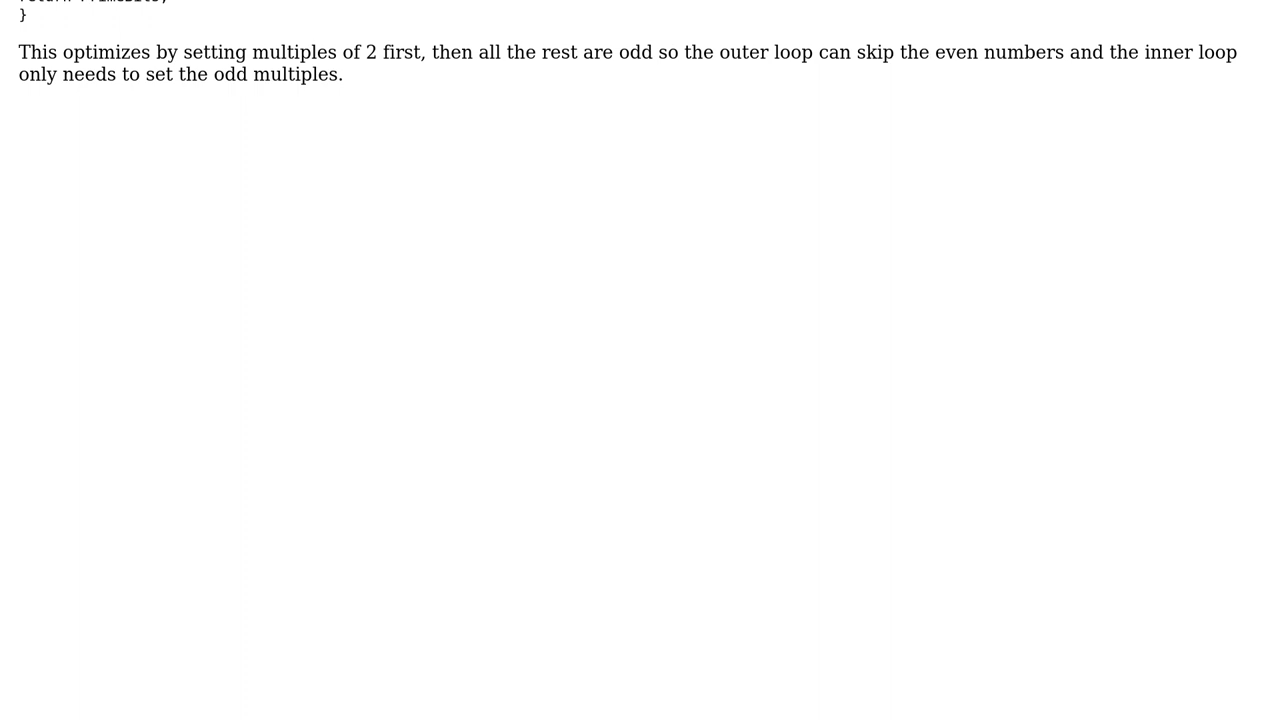 }
This optimizes by setting multiples of 2 first, then all the rest are odd so the outer loop can skip the even numbers and the inner loop
only needs to set the odd multiples.